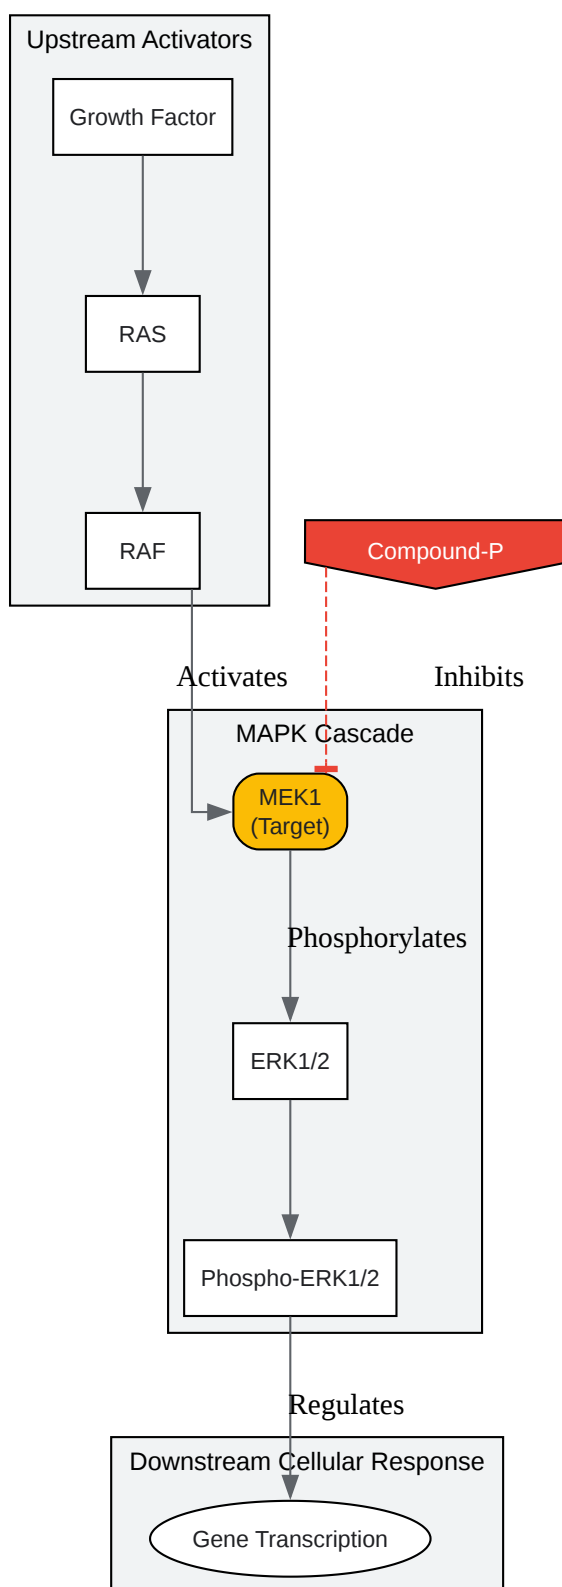 Upstream Activators
Growth Factor
RAS
RAF
Compound-P
Activates
Inhibits
MAPK Cascade
MEK1
(Target)
Phosphorylates
ERK1/2
Phospho-ERK1/2
Regulates
Downstream Cellular Response
Gene Transcription